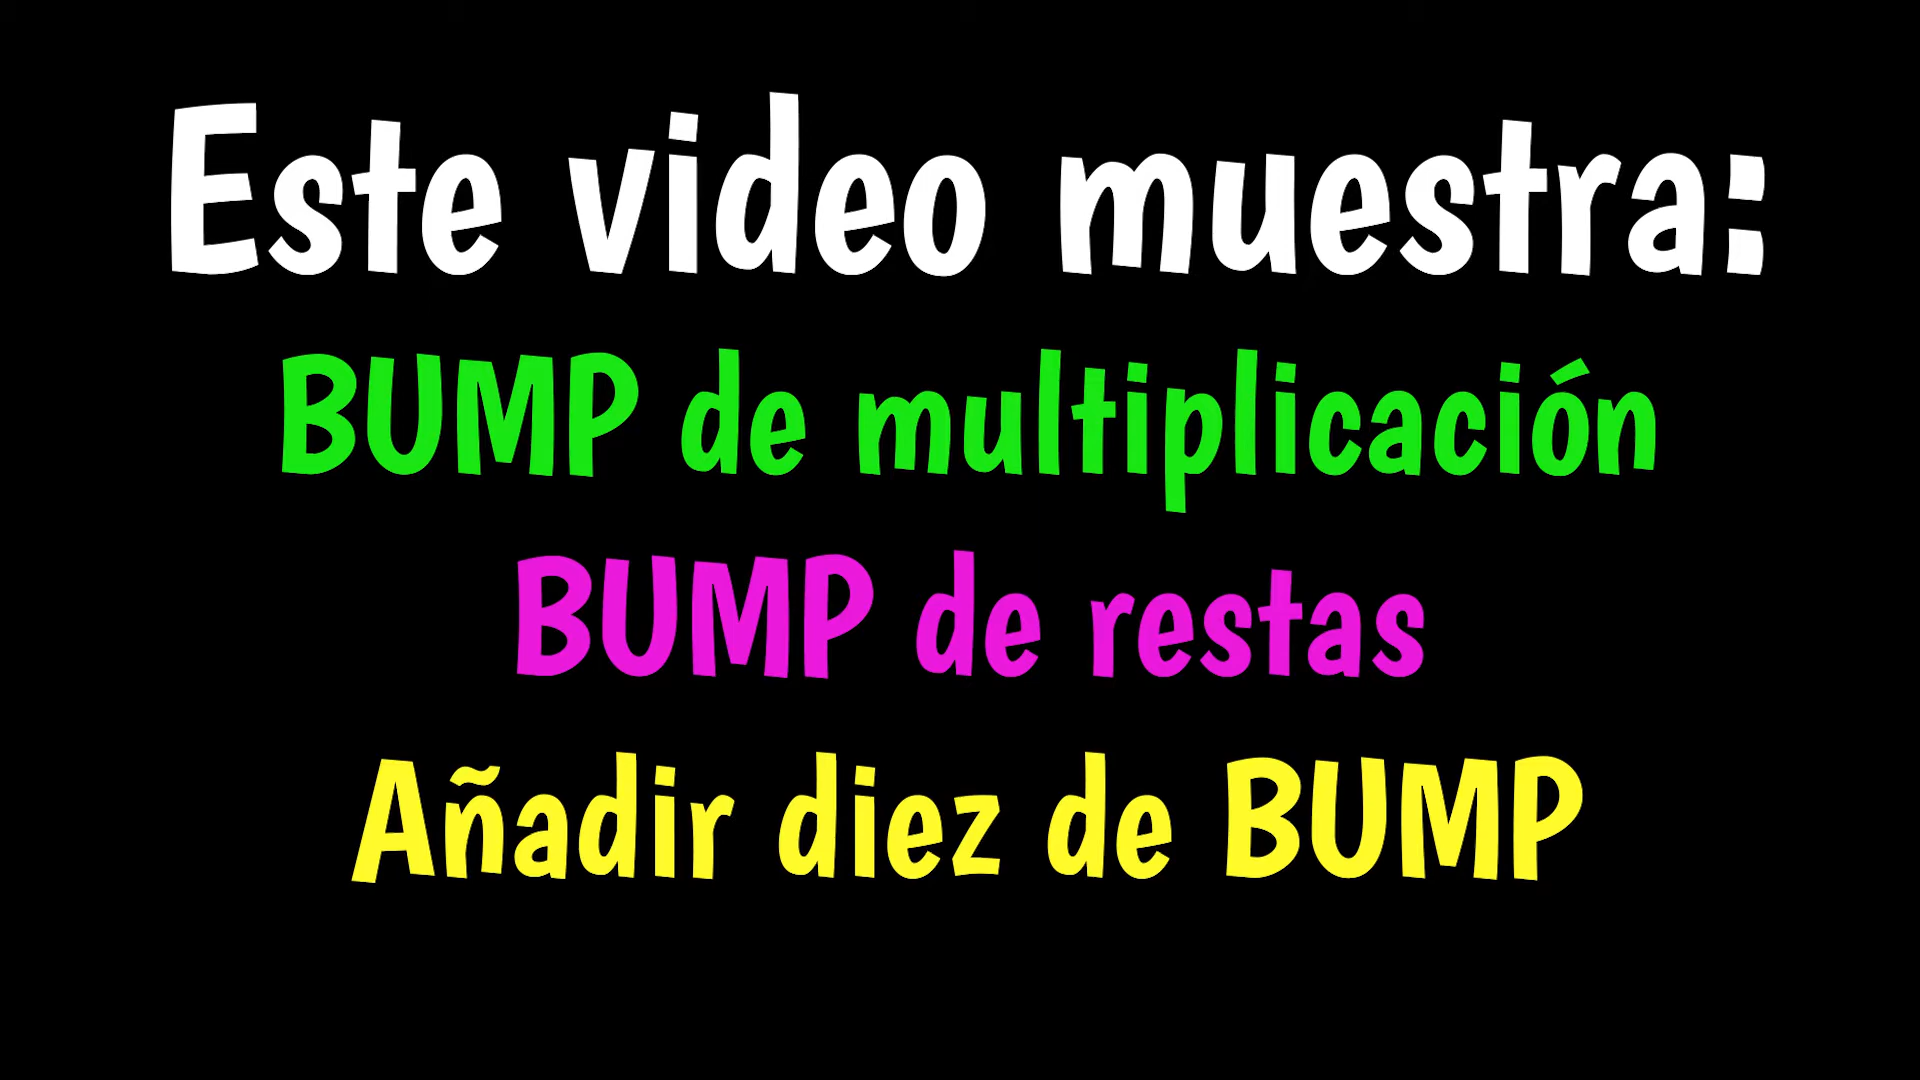 Este video muestra:
BUMP de multiplicación
BUMP de restas
Añadir diez de BUMP